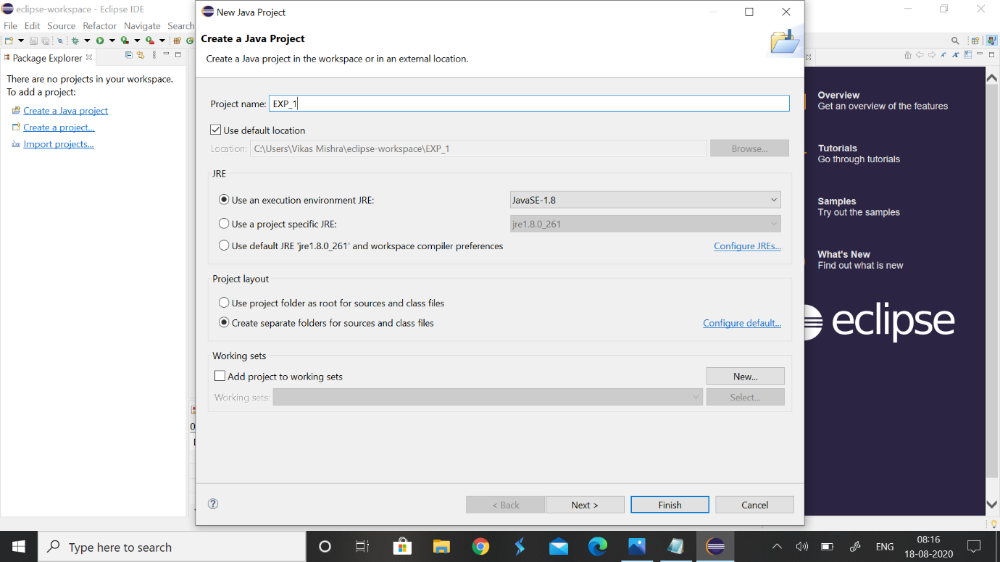 eclipse-workspace - Eclipse IDE
File Edit Source Refactor Navigate Search
Package Explorer
There are no projects in your workspace.
To add a project:
Create a Java project
Create a project...
Import projects...
New Java Project
Create a Java Project
Create a Java project in the workspace or in an external location.
Project name: EXP_1
Use default location
Location: C:\Users\Vikas Mishra\eclipse-workspace\EXP_1 Browse...
JRE
Use an execution environment JRE: JavaSE-1.8
Use a project specific JRE: jre1.8.0_261
Use default JRE 'jre1.8.0_261' and workspace compiler preferences Configure JREs...
Project layout
Use project folder as root for sources and class files
Create separate folders for sources and class files Configure default...
Working sets
Add project to working sets New...
Working sets: Select...
< Back Next > Finish Cancel
Overview
Get an overview of the features
Tutorials
Go through tutorials
Samples
Try out the samples
What's New
Find out what is new
eclipse
Type here to search
ENG
08:16
18-08-2020